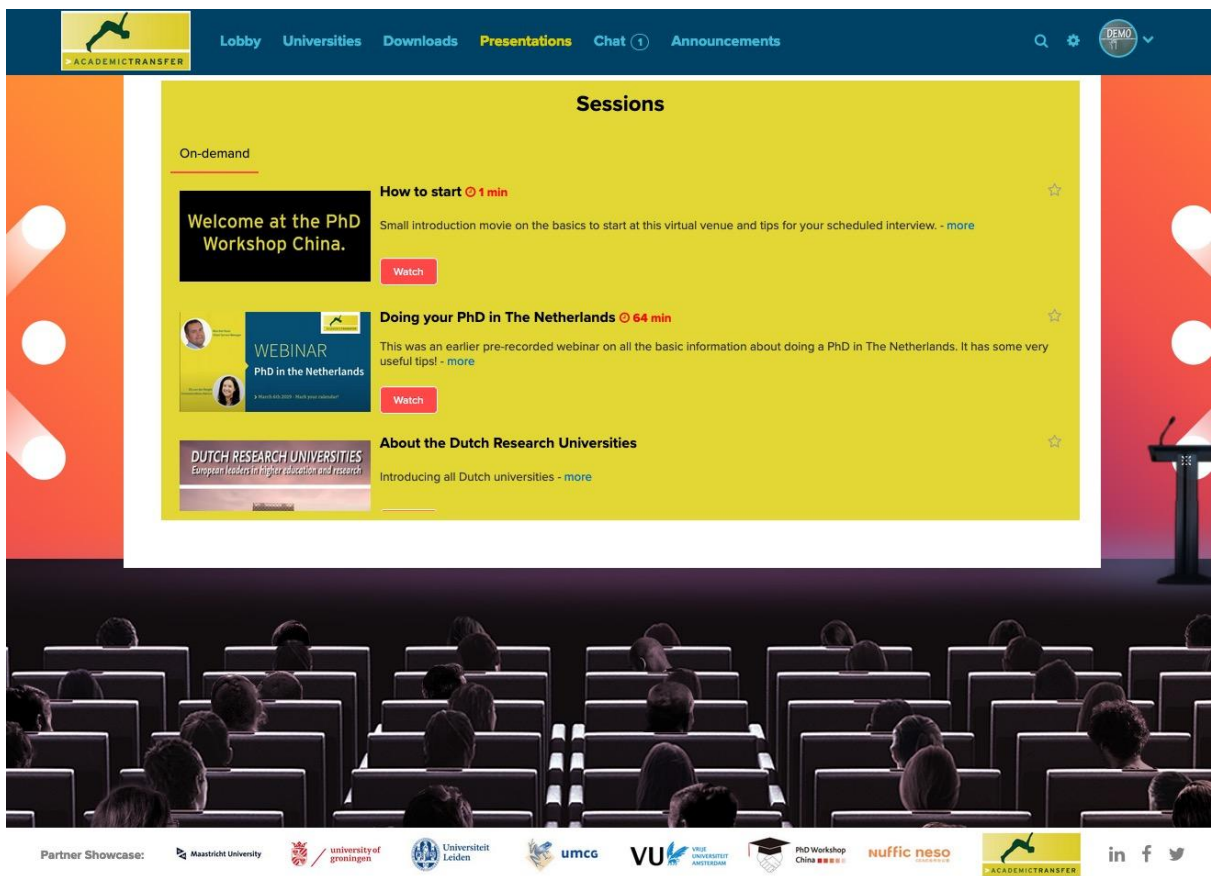 ACADEMICTRANSFER
Lobby Universities Downloads Presentations Chat 1 Announcements
DEMO
Sessions
On-demand
Welcome at the PhD
Workshop China.
How to start 1 min
Small introduction movie on the basics to start at this virtual venue and tips for your scheduled interview. - more
Watch
WEBINAR
PhD in the Netherlands
March 6th 2019 - Mark your calendar!
Doing your PhD in The Netherlands 64 min
This was an earlier pre-recorded webinar on all the basic information about doing a PhD in The Netherlands. It has some very
useful tips! - more
Watch
DUTCH RESEARCH UNIVERSITIES
European leaders in higher education and research
About the Dutch Research Universities
Introducing all Dutch universities - more
Partner Showcase:
Maastricht University
university of
groningen
Universiteit
Leiden
umcg
VU
VRIJE
UNIVERSITEIT
AMSTERDAM
PhD Workshop
China
nuffic neso
ACADEMICTRANSFER
in f